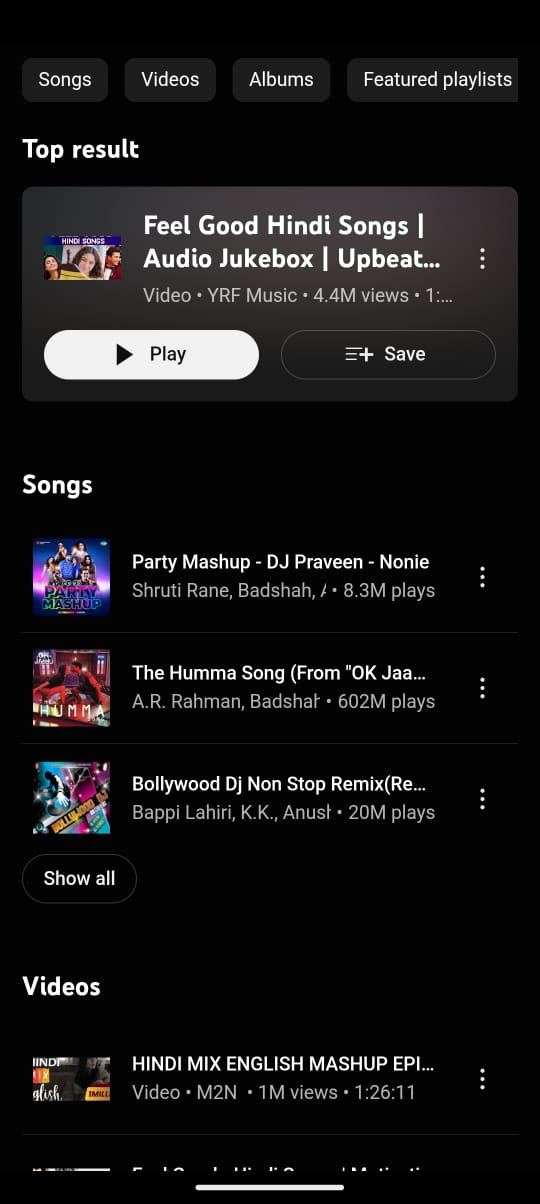 Songs
Videos
Albums
Featured playlists
Top result
HINDI SONGS
Feel Good Hindi Songs |
Audio Jukebox | Upbeat...
Video • YRF Music • 4.4M views • 1:...
Play
Save
Songs
PARTY
MASHUP
Party Mashup - DJ Praveen - Nonie
Shruti Rane, Badshah, • 8.3M plays
HUMMA
The Humma Song (From "OK Jaa...
A.R. Rahman, Badshah • 602M plays
BOLLYWOOD DJ
Bollywood Dj Non Stop Remix(Re...
Bappi Lahiri, K.K., Anush • 20M plays
Show all
Videos
HINDI
MIX
glish
1MILL
HINDI MIX ENGLISH MASHUP EPI...
Video • M2N • 1M views • 1:26:11